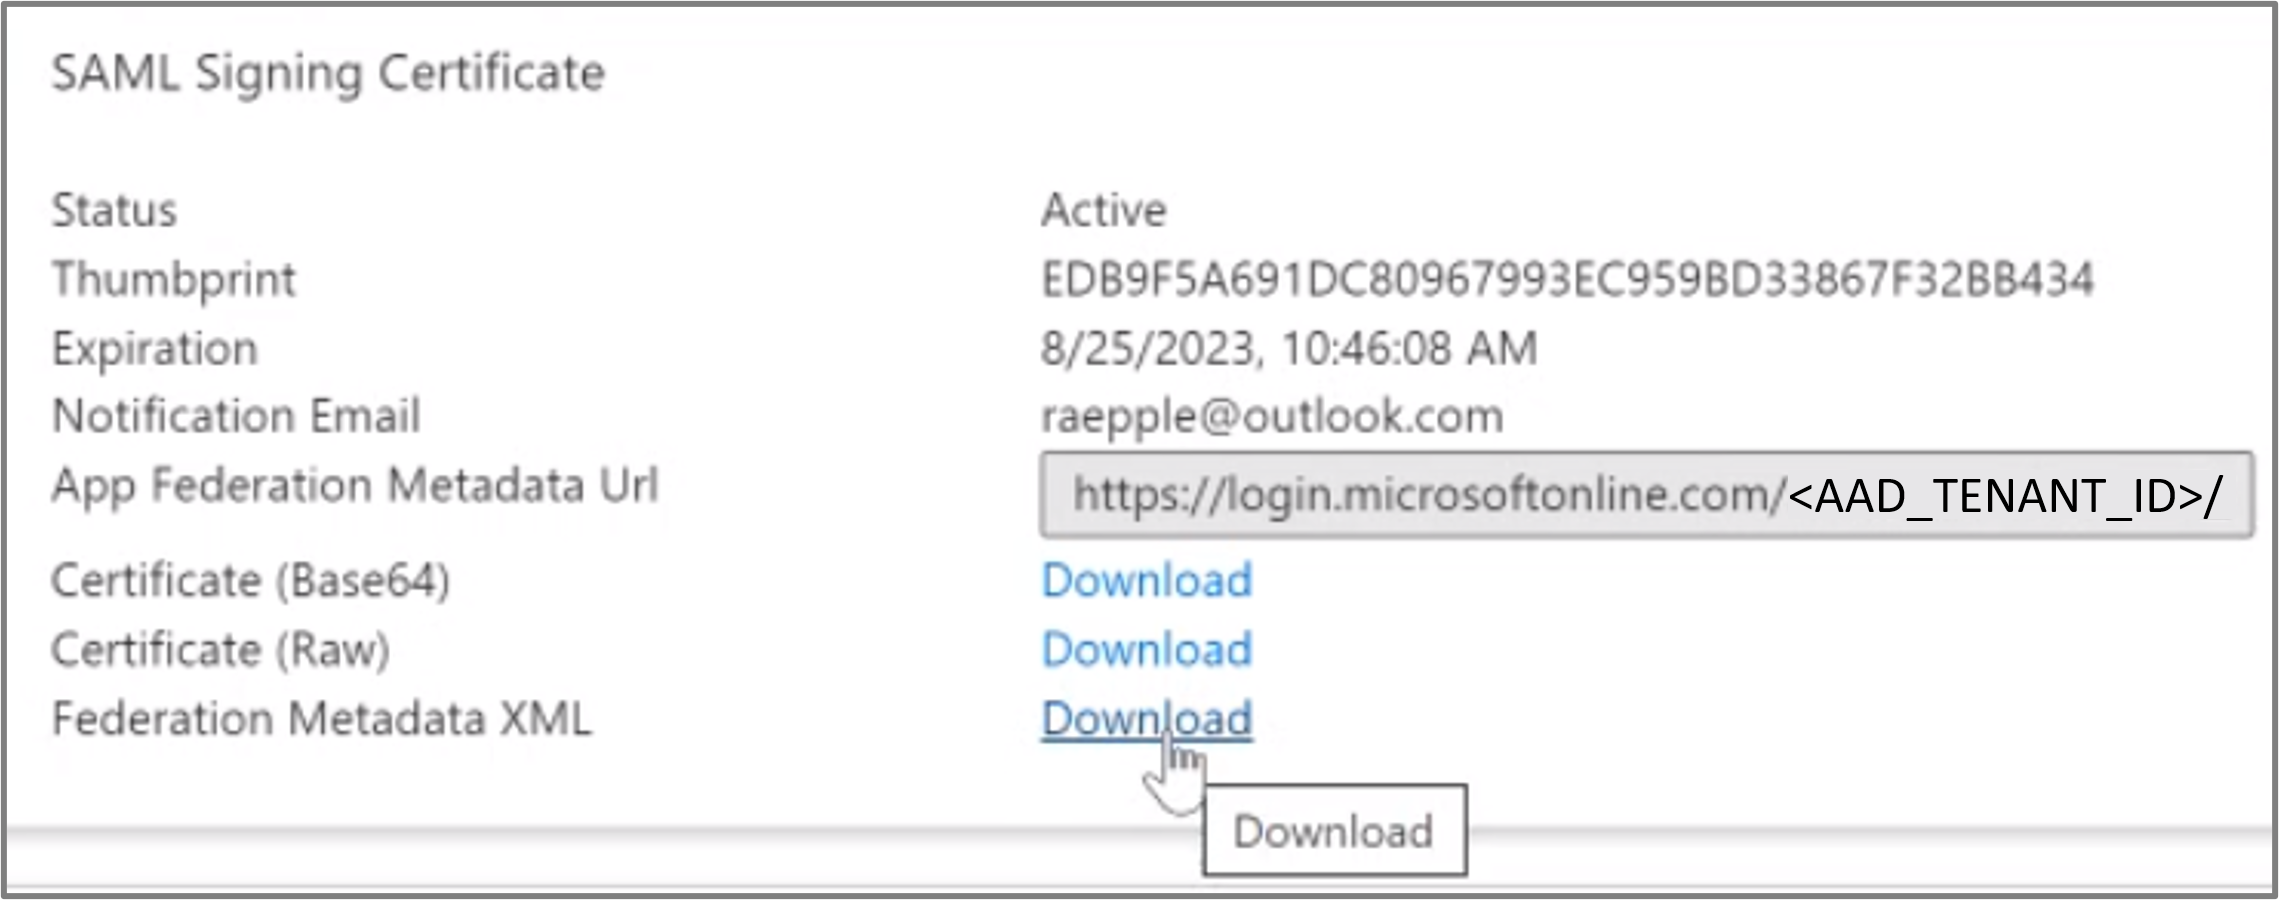 SAML Signing Certificate
Status Active
Thumbprint EDB9F5A691DC80967993EC959BD33867F32BB434
Expiration 8/25/2023, 10:46:08 AM
Notification Email raepple@outlook.com
App Federation Metadata Url https://login.microsoftonline.com/<AAD_TENANT_ID>/
Certificate (Base64) Download
Certificate (Raw) Download
Federation Metadata XML Download
Download